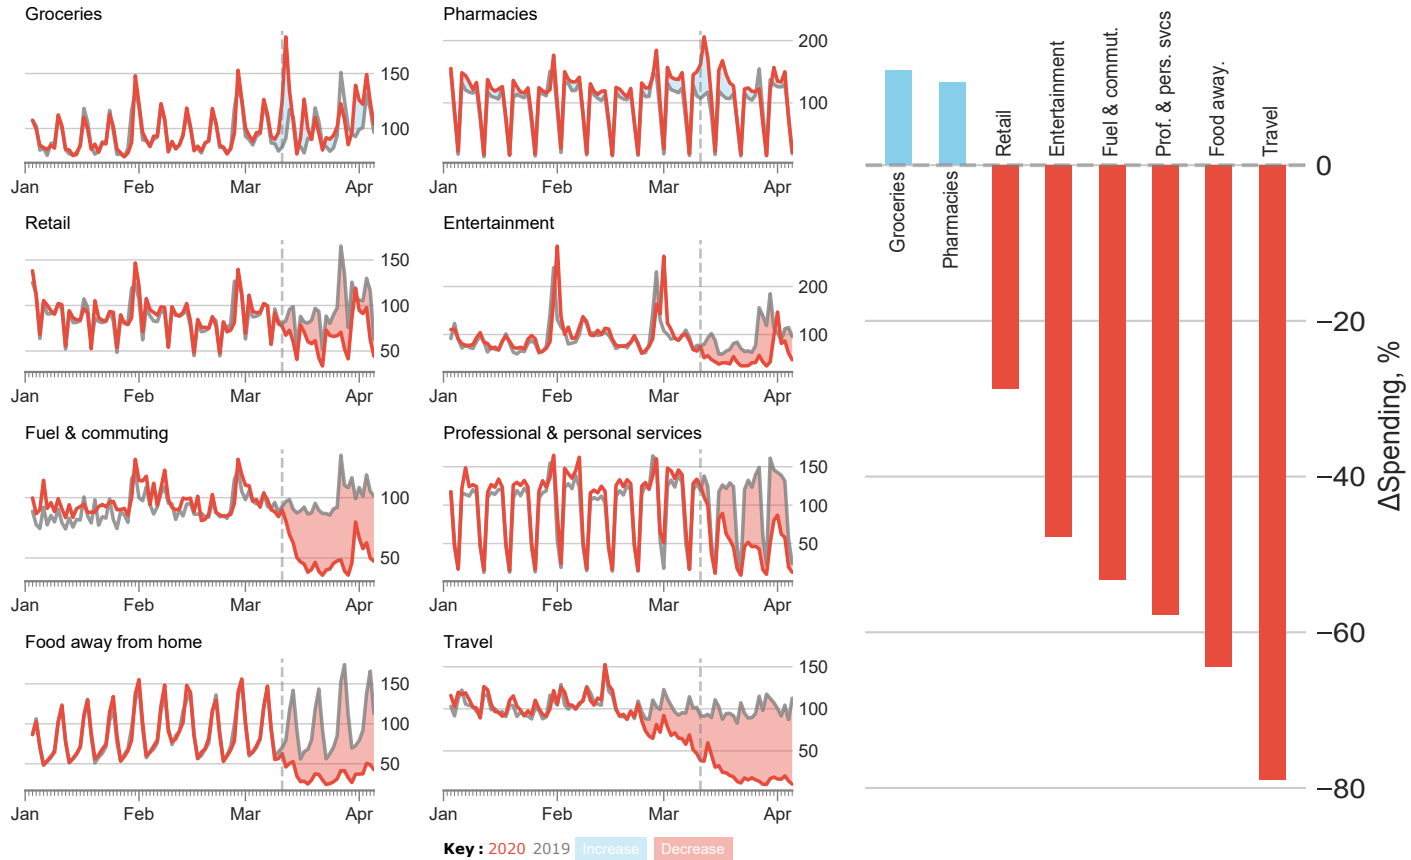 Groceries
150
100
Jan Feb Mar Apr
Pharmacies
200
100
Jan Feb Mar Apr
Retail
150
100
50
Jan Feb Mar Apr
Entertainment
200
100
Jan Feb Mar Apr
Fuel & commuting
100
50
Jan Feb Mar Apr
Professional & personal services
150
100
50
Jan Feb Mar Apr
Food away from home
150
100
50
Jan Feb Mar Apr
Travel
150
100
50
Jan Feb Mar Apr
Key : 2020 2019 Increase Decrease
Groceries
Pharmacies
Retail
Entertainment
Fuel & commut.
Prof. & pers. svcs
Food away.
Travel
0
−20
−40
−60
−80
ΔSpending, %